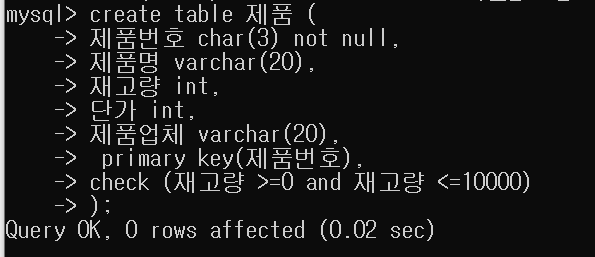 mysql> create table 제품 (
-> 제품번호 char(3) not null,
-> 제품명 varchar(20),
-> 재고량 int,
-> 단가 int,
-> 제품업체 varchar(20),
-> primary key(제품번호),
-> check (재고량 >=0 and 재고량 <=10000)
-> );
Query OK, 0 rows affected (0.02 sec)